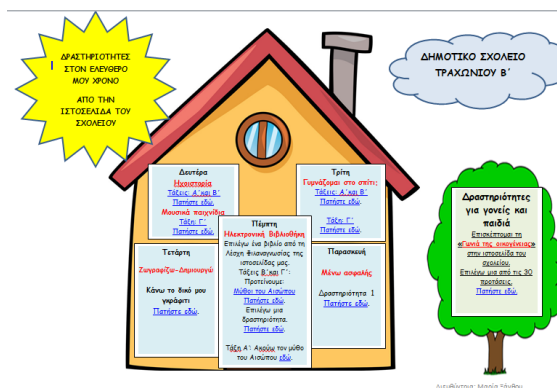 ΔΡΑΣΤΗΡΙΟΤΗΤΕΣ
ΣΤΟΝ ΕΛΕΥΘΕΡΟ
ΜΟΥ ΧΡΟΝΟ
ΑΠΟ ΤΗΝ
ΙΣΤΟΣΕΛΙΔΑ ΤΟΥ
ΣΧΟΛΕΙΟΥ
ΔΗΜΟΤΙΚΟ ΣΧΟΛΕΙΟ
ΤΡΑΧΩΝΙΟΥ Β΄
Δευτέρα
Ηχοιστορία
Τάξεις: Α΄και Β΄
Πατήστε εδώ.
Μουσικά παιχνίδια
Τάξη: Γ΄
Πατήστε εδώ.
Τρίτη
Γυμνάζομαι στο σπίτι;
Τάξεις: Α΄και Β΄
Πατήστε εδώ.
Τάξη: Γ΄
Πατήστε εδώ.
Τετάρτη
Ζωγραφίζω-Δημιουργώ
Κάνω το δικό μου
γκράφιτι
Πατήστε εδώ.
Πέμπτη
Ηλεκτρονική Βιβλιοθήκη
Επιλέγω ένα βιβλίο από τη
Λέσχη Φιλαναγνωσίας της
ιστοσελίδας μας.
Τάξεις Β΄και Γ΄:
Προτείνουμε:
Μύθοι του Αισώπου
Πατήστε εδώ.
Επιλέγω μια
δραστηριότητα.
Πατήστε εδώ.
Τάξη Α΄: Ακούω τον μύθο
του Αισώπου εδώ.
Παρασκευή
Μένω ασφαλής
Δραστηριότητα 1
Πατήστε εδώ.
Δραστηριότητες
για γονείς και
παιδιά
Επισκέπτομαι τη
«Γωνιά της οικογένειας»
στην ιστοσελίδα του
σχολείου.
Επιλέγω μια από τις 30
προτάσεις.
Πατήστε εδώ.
Διευθύντρια: Μαρία Ξάνθου